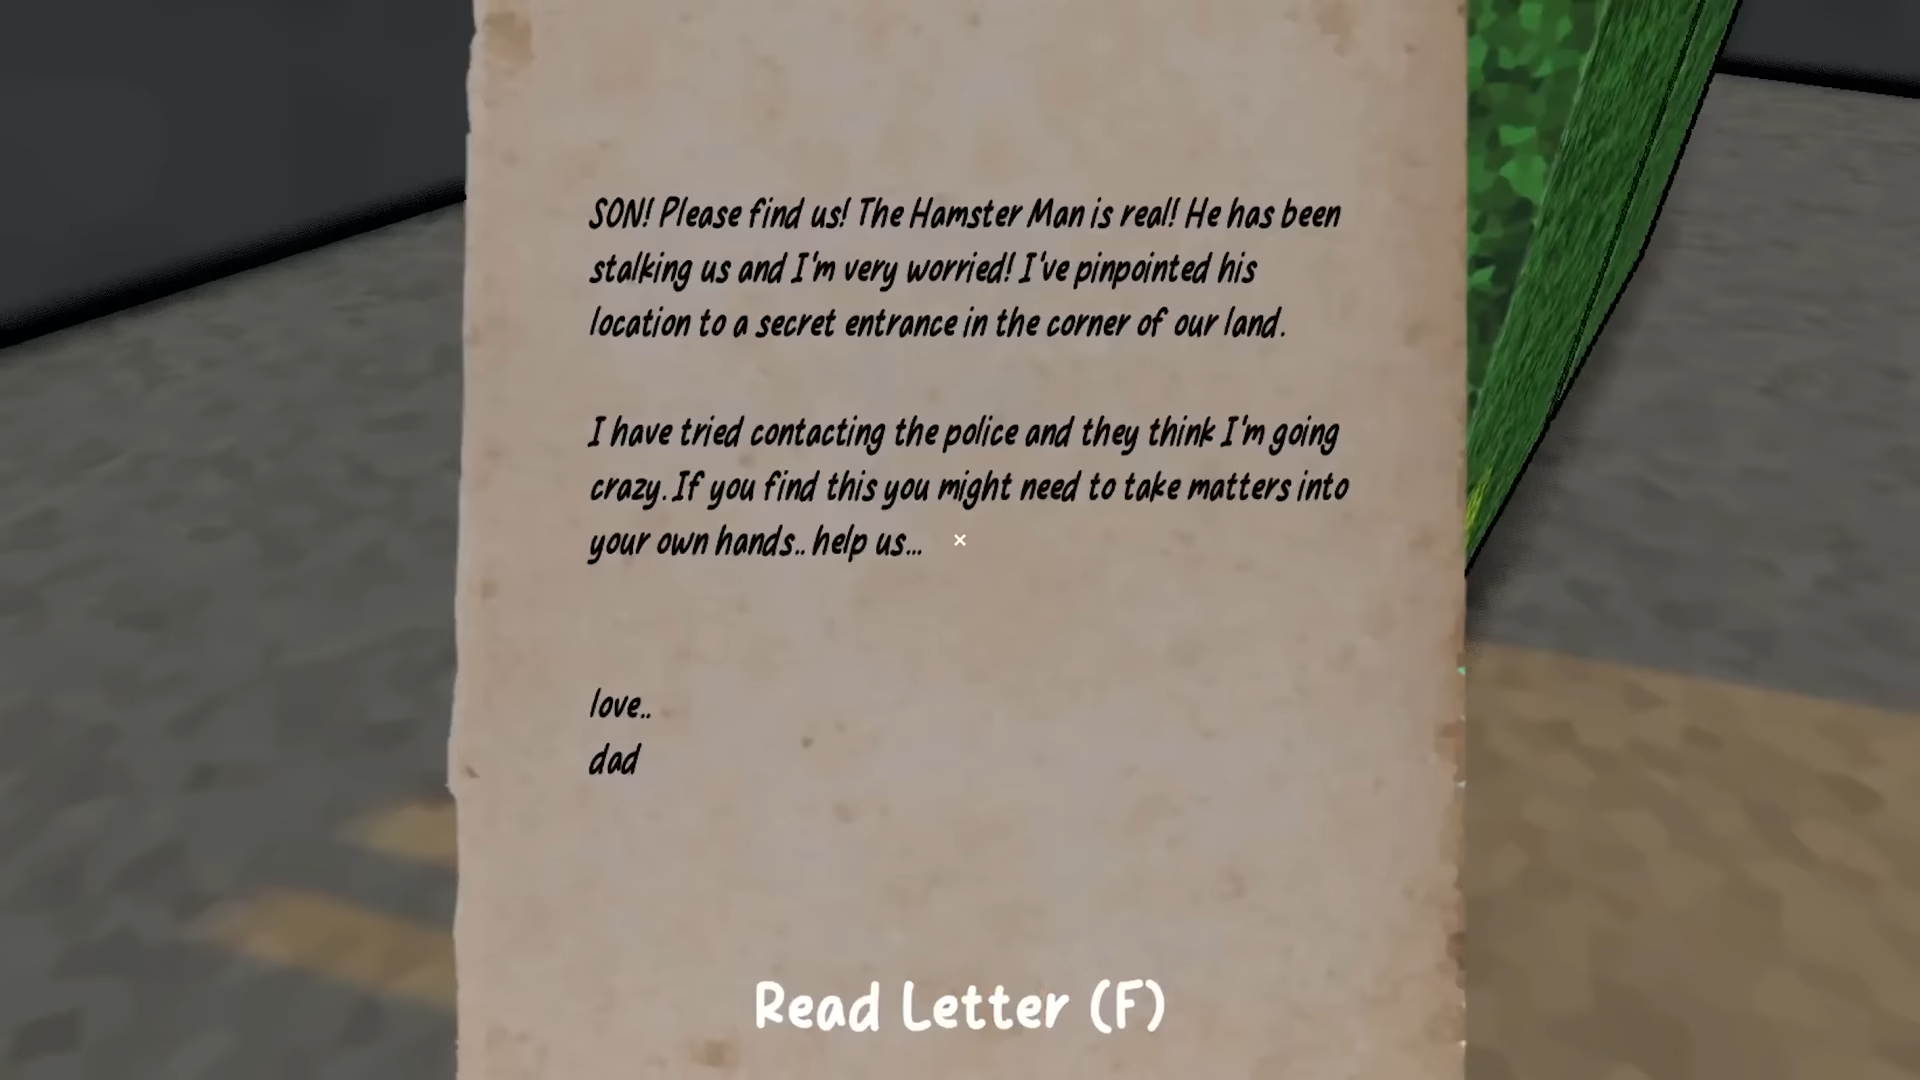 SON! Please find us! The Hamster Man is real! He has been
stalking us and I'm very worried! I've pinpointed his
location to a secret entrance in the corner of our land.
I have tried contacting the police and they think I'm going
crazy. If you find this you might need to take matters into
your own hands.. help us...
love..
dad
Read Letter (F)